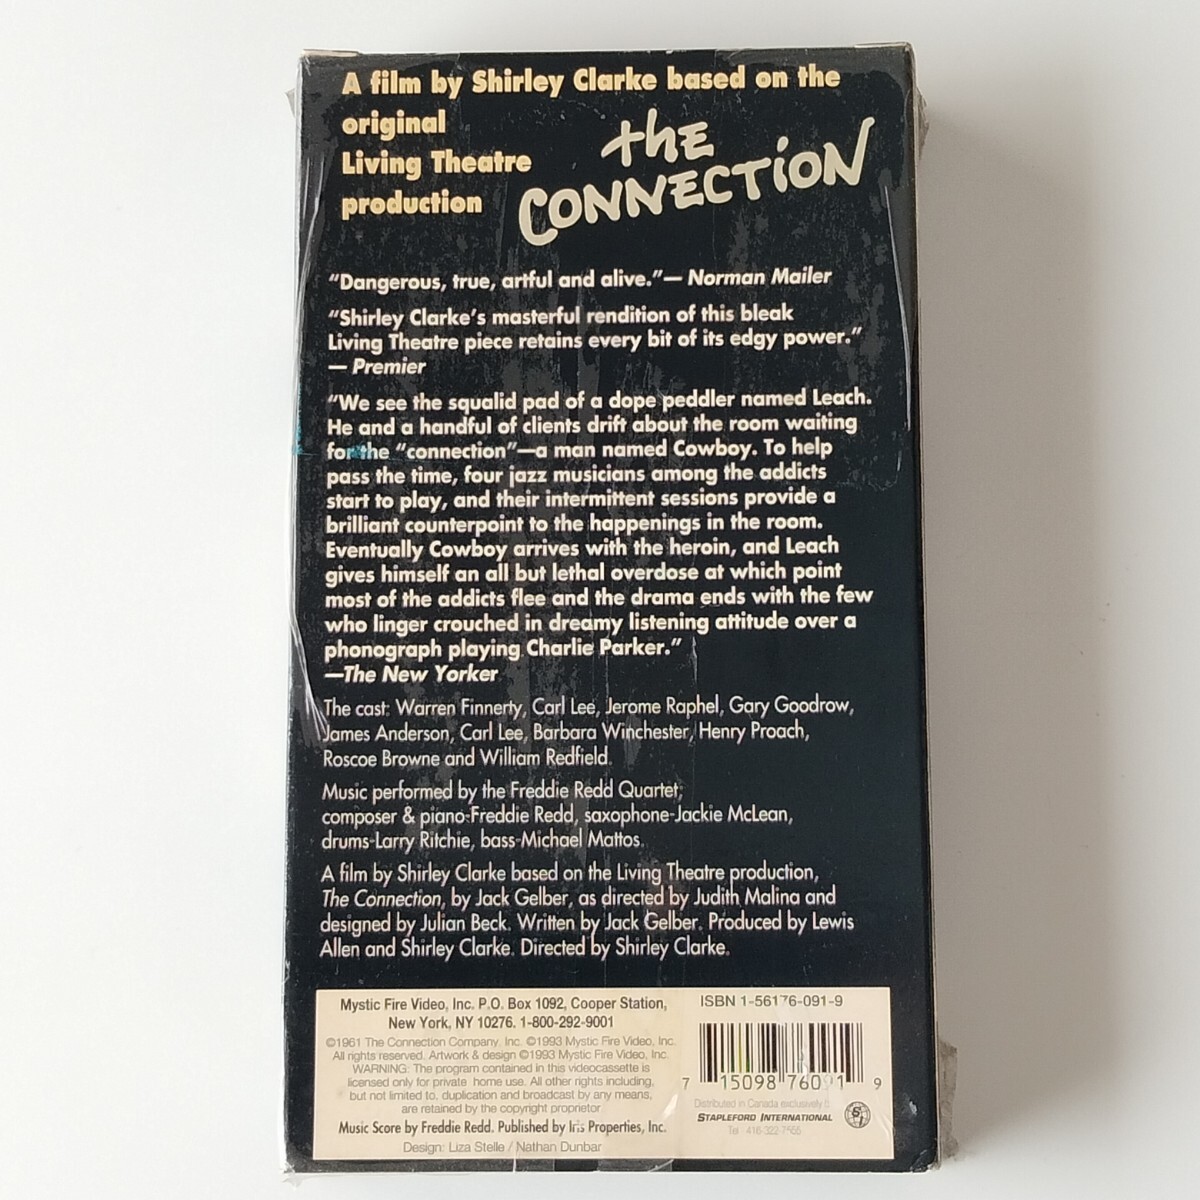 A film by Shirley Clarke based on the
original
Living Theatre
production
the
CONNECTION
“Dangerous, true, artful and alive.”— Norman Mailer
“Shirley Clarke’s masterful rendition of this bleak
Living Theatre piece retains every bit of its edgy power.”
— Premier
“We see the squalid pad of a dope peddler named Leach.
He and a handful of clients drift about the room waiting
for the “connection”—a man named Cowboy. To help
pass the time, four jazz musicians among the addicts
start to play, and their intermittent sessions provide a
brilliant counterpoint to the happenings in the room.
Eventually Cowboy arrives with the heroin, and Leach
gives himself an all but lethal overdose at which point
most of the addicts flee and the drama ends with the few
who linger crouched in dreamy listening attitude over a
phonograph playing Charlie Parker.”
—The New Yorker
The cast: Warren Finnerty, Carl Lee, Jerome Raphel, Gary Goodrow,
James Anderson, Carl Lee, Barbara Winchester, Henry Proach,
Roscoe Browne and William Redfield.
Music performed by the Freddie Redd Quartet;
composer & piano-Freddie Redd, saxophone-Jackie McLean,
drums-Larry Ritchie, bass-Michael Mattos.
A film by Shirley Clarke based on the Living Theatre production,
The Connection, by Jack Gelber, as directed by Judith Malina and
designed by Julian Beck. Written by Jack Gelber. Produced by Lewis
Allen and Shirley Clarke. Directed by Shirley Clarke.
Mystic Fire Video, Inc. P.O. Box 1092, Cooper Station,
New York, NY 10276. 1-800-292-9001
©1961 The Connection Company, Inc. ©1993 Mystic Fire Video, Inc.
All rights reserved. Artwork & design ©1993 Mystic Fire Video, Inc.
WARNING: The program contained in this videocassette is
licensed only for private home use. All other rights including,
but not limited to, duplication and broadcast by any means,
are retained by the copyright proprietor
Music Score by Freddie Redd. Published by Iris Properties, Inc.
Design: Liza Stelle / Nathan Dunbar
ISBN 1-56176-091-9
7 15098 76091 9
Distributed in Canada exclusively
STAPLEFORD INTERNATIONAL
Tel 416-322-